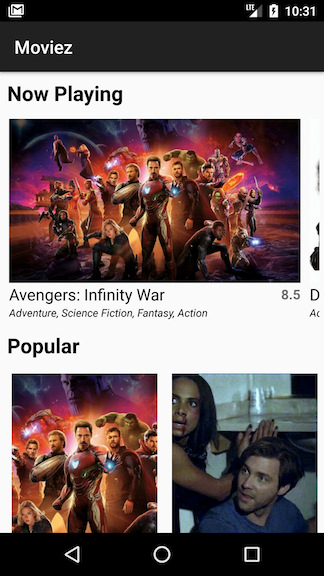 LTE 10:31
Moviez
Now Playing
Avengers: Infinity War 8.5 D
Adventure, Science Fiction, Fantasy, Action Ac
Popular